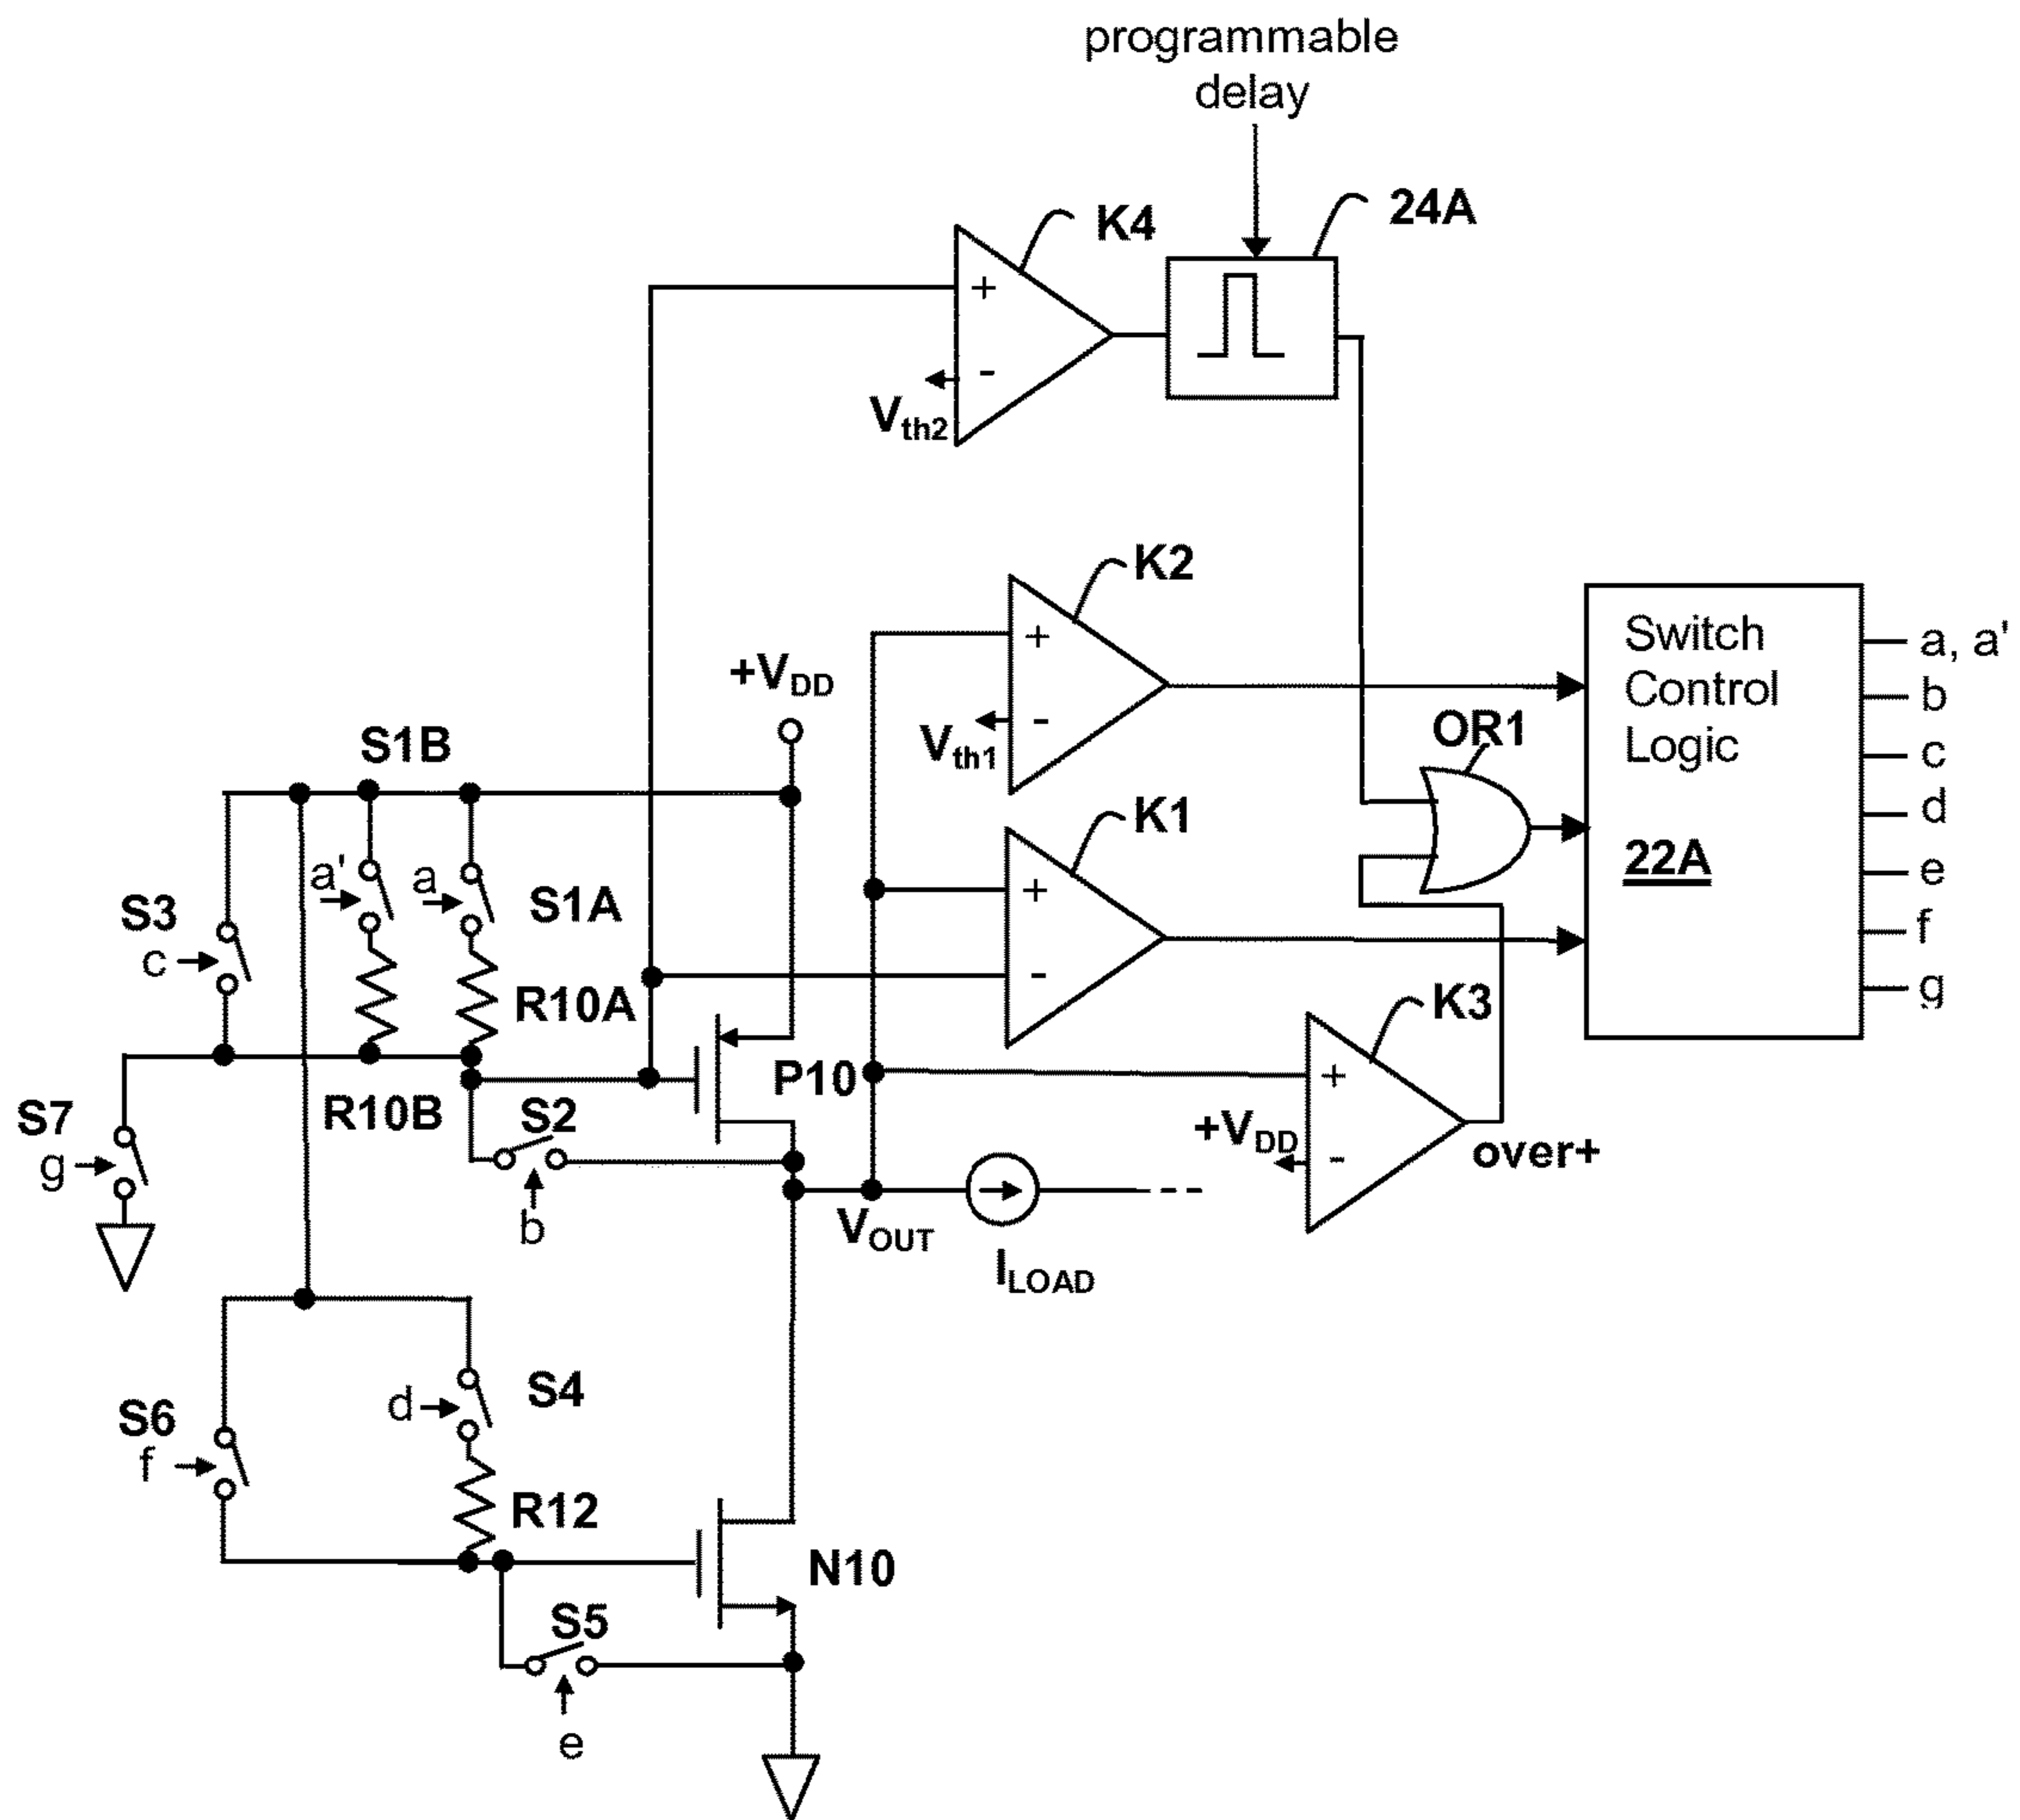 programmable
delay
K4
24A
+
-
Vth2
K2
+
-
Vth1
+VDD
S1B
Switch
Control
Logic
22A
a, a'
b
c
d
e
f
g
OR1
K1
+
-
a'
a
S1A
S3
c
R10A
K3
P10
+
-
+VDD
over+
R10B
S2
b
S7
g
VOUT
ILOAD
S4
d
S6
f
R12
N10
S5
e